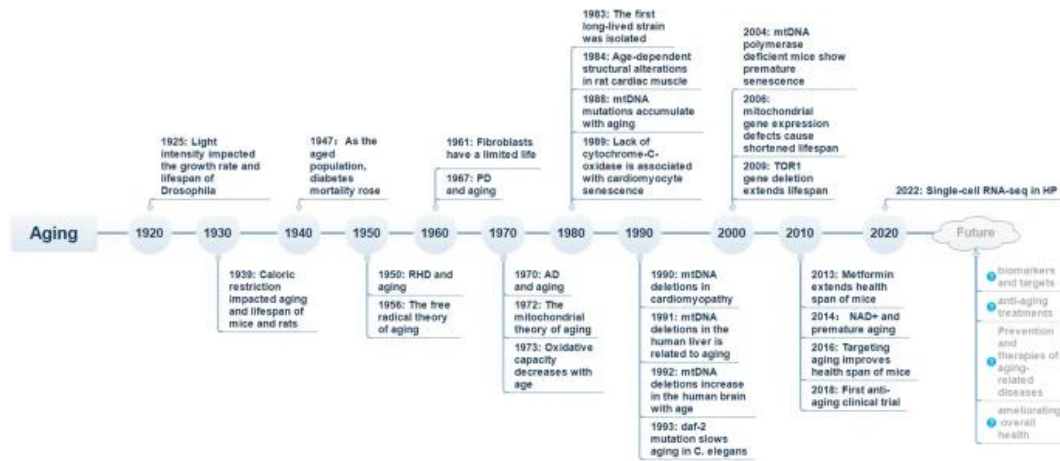 1983: The first
long-lived strain
was isolated
1984: Age-dependent
structural alterations
in rat cardiac muscle
1988: mtDNA
mutations accumulate
with aging
1989: Lack of
cytochrome-C-
oxidase is associated
with cardiomyocyte
senescence
2004: mtDNA
polymerase
deficient mice show
premature
senescence
2006:
mitochondrial
gene expression
defects cause
shortened lifespan
2009: TOR1
gene deletion
extends lifespan
1925: Light
intensity impacted
the growth rate and
lifespan of
Drosophila
1947: As the
aged
population,
diabetes
mortality rose
1961: Fibroblasts
have a limited life
1967: PD
and aging
2022: Single-cell RNA-seq in HP
Aging
1920
1930
1940
1950
1960
1970
1980
1990
2000
2010
2020
Future
1939: Caloric
restriction
impacted aging
and lifespan of
mice and rats
1950: RHD and
aging
1956: The free
radical theory
of aging
1970: AD
and aging
1972: The
mitochondrial
theory of aging
1973: Oxidative
capacity
decreases with
age
1990: mtDNA
deletions in
cardiomyopathy
1991: mtDNA
deletions in the
human liver is
related to aging
1992: mtDNA
deletions increase
in the human brain
with age
1993: daf-2
mutation slows
aging in C. elegans
2013: Metformin
extends health
span of mice
2014: NAD+ and
premature aging
2016: Targeting
aging improves
health span of mice
2018: First anti-
aging clinical trial
? biomarkers
and targets
? anti-aging
treatments
Prevention
and
? therapies of
aging-
related
diseases
ameliorating
? overall
health